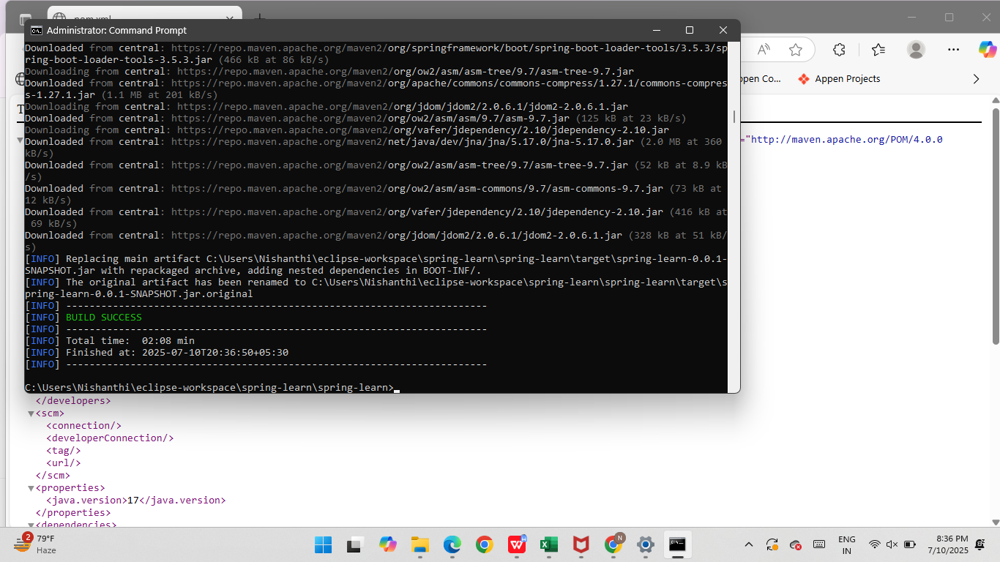 pom.xml
Administrator: Command Prompt
Downloaded from central: https://repo.maven.apache.org/maven2/org/springframework/boot/spring-boot-loader-tools/3.5.3/sp
ring-boot-loader-tools-3.5.3.jar (466 kB at 86 kB/s)
Downloading from central: https://repo.maven.apache.org/maven2/org/ow2/asm/asm-tree/9.7/asm-tree-9.7.jar
Downloaded from central: https://repo.maven.apache.org/maven2/org/apache/commons/commons-compress/1.27.1/commons-compres
s-1.27.1.jar (1.1 MB at 201 kB/s)
Downloading from central: https://repo.maven.apache.org/maven2/org/jdom/jdom2/2.0.6.1/jdom2-2.0.6.1.jar
Downloaded from central: https://repo.maven.apache.org/maven2/org/ow2/asm/asm/9.7/asm-9.7.jar (125 kB at 23 kB/s)
Downloading from central: https://repo.maven.apache.org/maven2/org/vafer/jdependency/2.10/jdependency-2.10.jar
Downloaded from central: https://repo.maven.apache.org/maven2/net/java/dev/jna/jna/5.17.0/jna-5.17.0.jar (2.0 MB at 360
kB/s)
Downloaded from central: https://repo.maven.apache.org/maven2/org/ow2/asm/asm-tree/9.7/asm-tree-9.7.jar (52 kB at 8.9 kB
/s)
Downloaded from central: https://repo.maven.apache.org/maven2/org/ow2/asm/asm-commons/9.7/asm-commons-9.7.jar (73 kB at
12 kB/s)
Downloaded from central: https://repo.maven.apache.org/maven2/org/vafer/jdependency/2.10/jdependency-2.10.jar (416 kB at
69 kB/s)
Downloaded from central: https://repo.maven.apache.org/maven2/org/jdom/jdom2/2.0.6.1/jdom2-2.0.6.1.jar (328 kB at 51 kB/
s)
[INFO] Replacing main artifact C:\Users\Nishanthi\eclipse-workspace\spring-learn\spring-learn\target\spring-learn-0.0.1-
SNAPSHOT.jar with repackaged archive, adding nested dependencies in BOOT-INF/.
[INFO] The original artifact has been renamed to C:\Users\Nishanthi\eclipse-workspace\spring-learn\spring-learn\target\s
pring-learn-0.0.1-SNAPSHOT.jar.original
[INFO] ------------------------------------------------------------------------
[INFO] BUILD SUCCESS
[INFO] ------------------------------------------------------------------------
[INFO] Total time:  02:08 min
[INFO] Finished at: 2025-07-10T20:36:50+05:30
[INFO] ------------------------------------------------------------------------
C:\Users\Nishanthi\eclipse-workspace\spring-learn\spring-learn>
ppen Co...
Appen Projects
="http://maven.apache.org/POM/4.0.0
</developers>
<scm>
<connection/>
<developerConnection/>
<tag/>
<url/>
</scm>
<properties>
<java.version>17</java.version>
</properties>
<dependencies>
2
79°F
Haze
N
ENG
IN
8:36 PM
7/10/2025